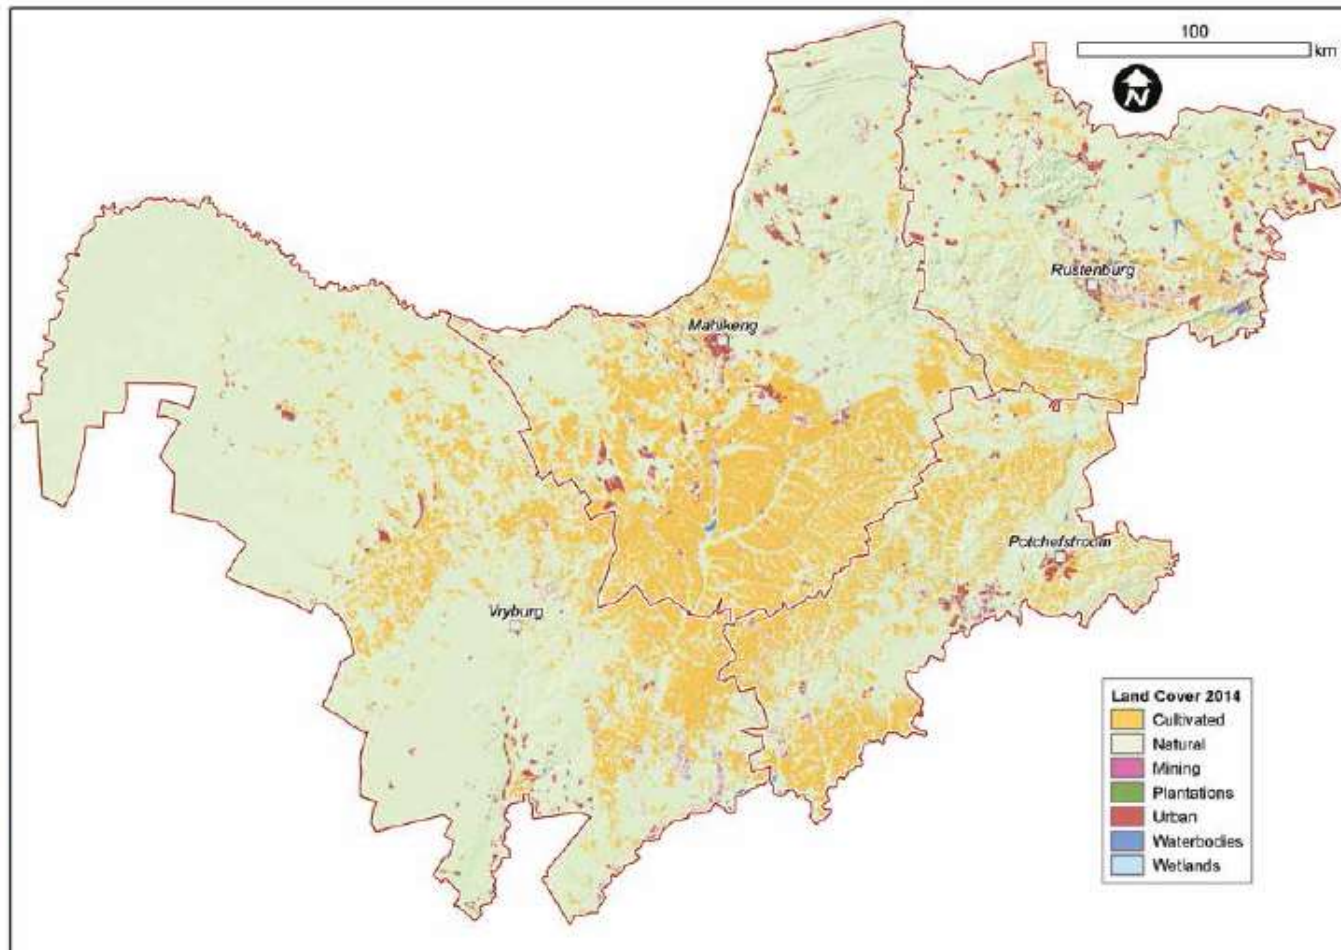 100
km
N
Rustenburg
Mahikeng
Potchefstroom
Vryburg
Land Cover 2014
Cultivated
Natural
Mining
Plantations
Urban
Waterbodies
Wetlands